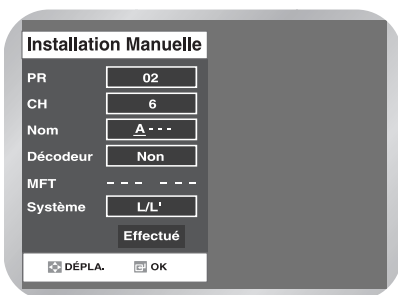 Installation Manuelle
PR 02
CH 6
Nom A - - -
Décodeur Non
MFT - - - - - -
Système L/L'
Effectué
DÉPLA. OK